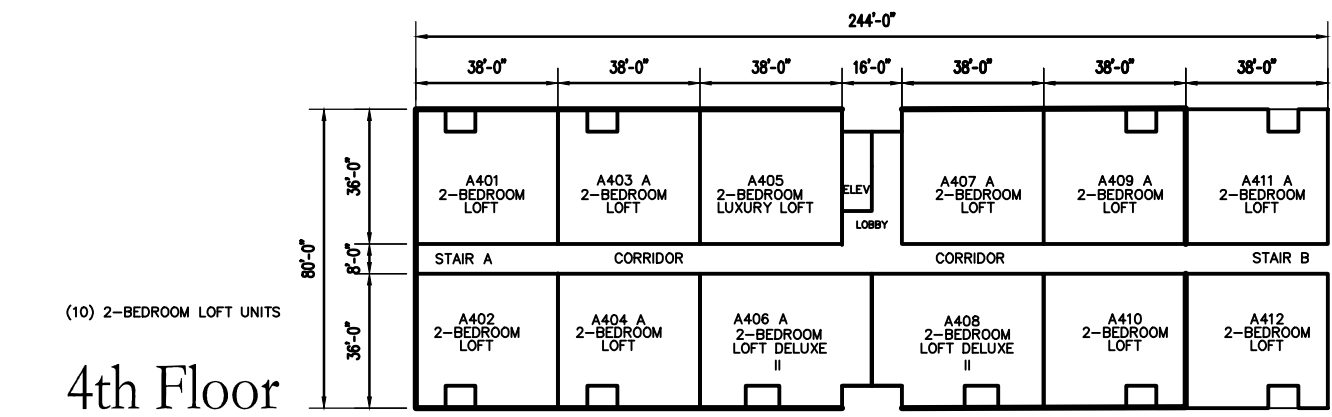 244'-0"
38'-0" 38'-0" 38'-0" 16'-0" 38'-0" 38'-0" 38'-0"
80'-0"
36'-0"
8'-0"
36'-0"
A401
2-BEDROOM
LOFT
A403 A
2-BEDROOM
LOFT
A405
2-BEDROOM
LUXURY LOFT
ELEV
LOBBY
A407 A
2-BEDROOM
LOFT
A409 A
2-BEDROOM
LOFT
A411 A
2-BEDROOM
LOFT
STAIR A CORRIDOR CORRIDOR STAIR B
A402
2-BEDROOM
LOFT
A404 A
2-BEDROOM
LOFT
A406 A
2-BEDROOM
LOFT DELUXE
II
A408
2-BEDROOM
LOFT DELUXE
II
A410
2-BEDROOM
LOFT
A412
2-BEDROOM
LOFT
(10) 2-BEDROOM LOFT UNITS
4th Floor